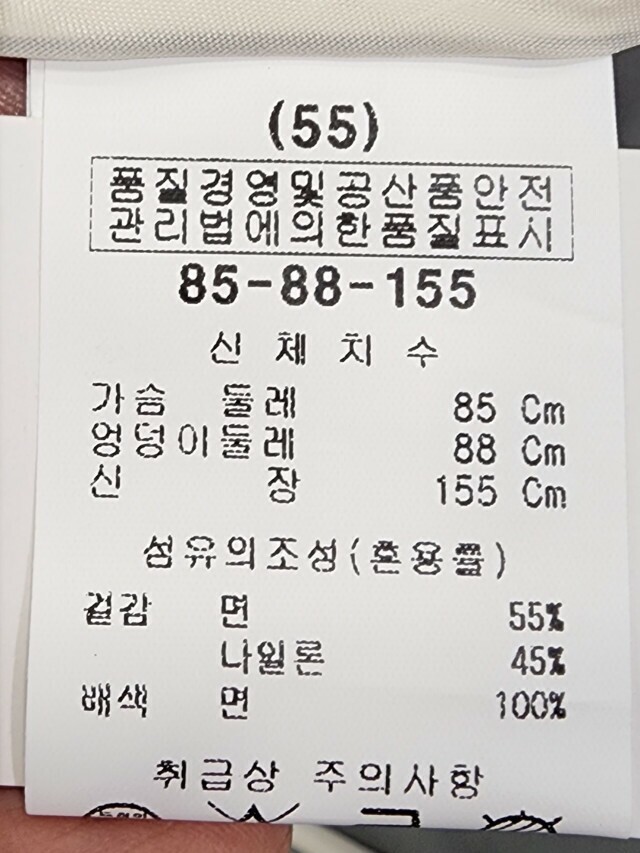 (55)
품질경영및공산품안전
관리법에의한품질표시
85-88-155
신체치수
가슴 둘레 85 Cm
엉덩이둘레 88 Cm
신 장 155 Cm
섬유의조성(혼용률)
겉감 면 55%
나일론 45%
배색 면 100%
취급상 주의사항